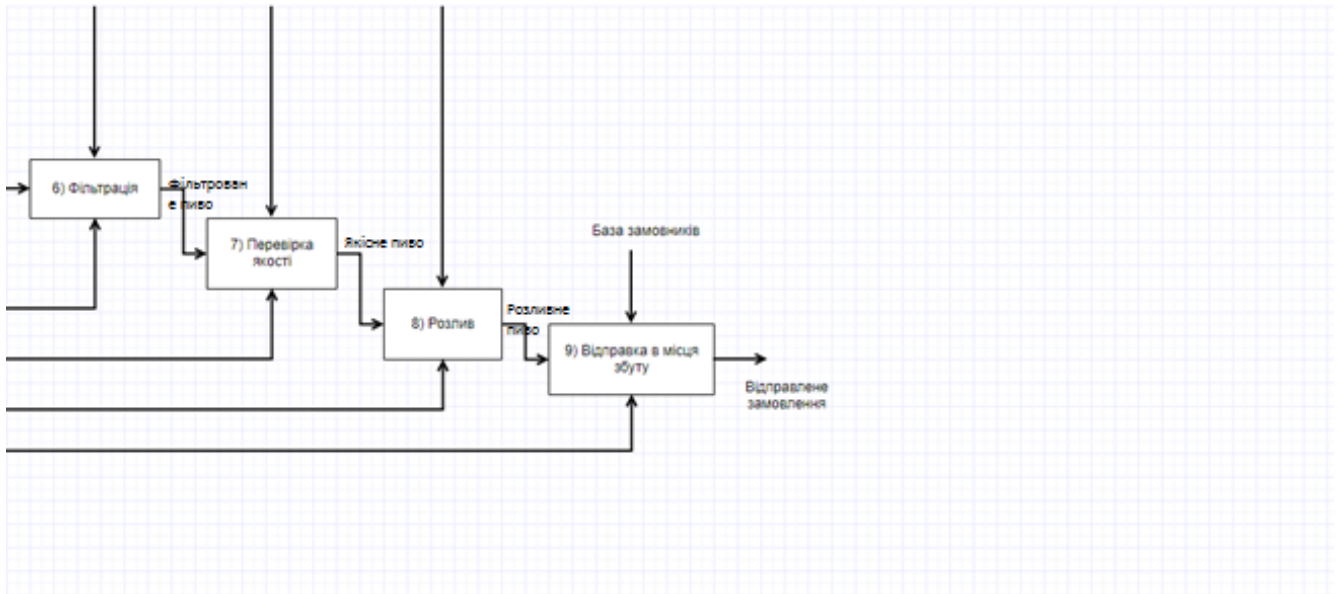 6) Фільтрація
Фільтрован
е пиво
7) Перевірка
якості
Якісне пиво
8) Розлив
Розливне
пиво
База замовників
9) Відправка в місця
збуту
Відправлене
замовлення